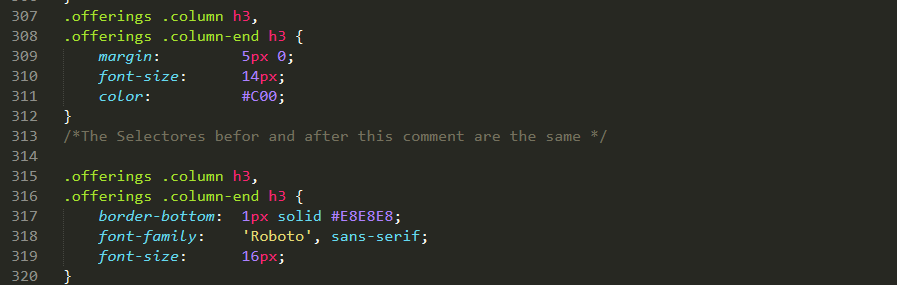 307 .offerings .column h3,
308 .offerings .column-end h3 {
309 margin: 5px 0;
310 font-size: 14px;
311 color: #C00;
312 }
313 /*The Selectores befor and after this comment are the same */
314
315 .offerings .column h3,
316 .offerings .column-end h3 {
317 border-bottom: 1px solid #E8E8E8;
318 font-family: 'Roboto', sans-serif;
319 font-size: 16px;
320 }